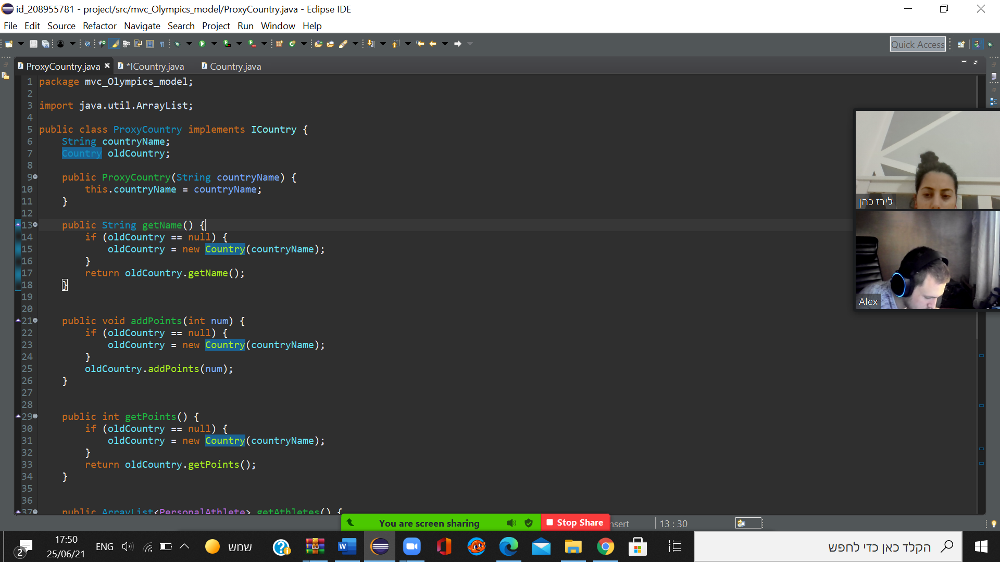 id_208955781 - project/src/mvc_Olympics_model/ProxyCountry.java - Eclipse IDE
File Edit Source Refactor Navigate Search Project Run Window Help
Quick Access
ProxyCountry.java *ICountry.java Country.java
1 package mvc_Olympics_model;
2
3 import java.util.ArrayList;
4
5 public class ProxyCountry implements ICountry {
6 String countryName;
7 Country oldCountry;
8
9 public ProxyCountry(String countryName) {
10 this.countryName = countryName;
11 }
12
13 public String getName() {
14 if (oldCountry == null) {
15 oldCountry = new Country(countryName);
16 }
17 return oldCountry.getName();
18 }
19
20
21 public void addPoints(int num) {
22 if (oldCountry == null) {
23 oldCountry = new Country(countryName);
24 }
25 oldCountry.addPoints(num);
26 }
27
28
29 public int getPoints() {
30 if (oldCountry == null) {
31 oldCountry = new Country(countryName);
32 }
33 return oldCountry.getPoints();
34 }
35
36
37 public ArrayList<PersonalAthlete> getAthletes() {
לירז כהן
Alex
You are screen sharing Stop Share nsert 13 : 30
2 17:50
25/06/21
ENG
שמש
הקלד כאן כדי לחפש